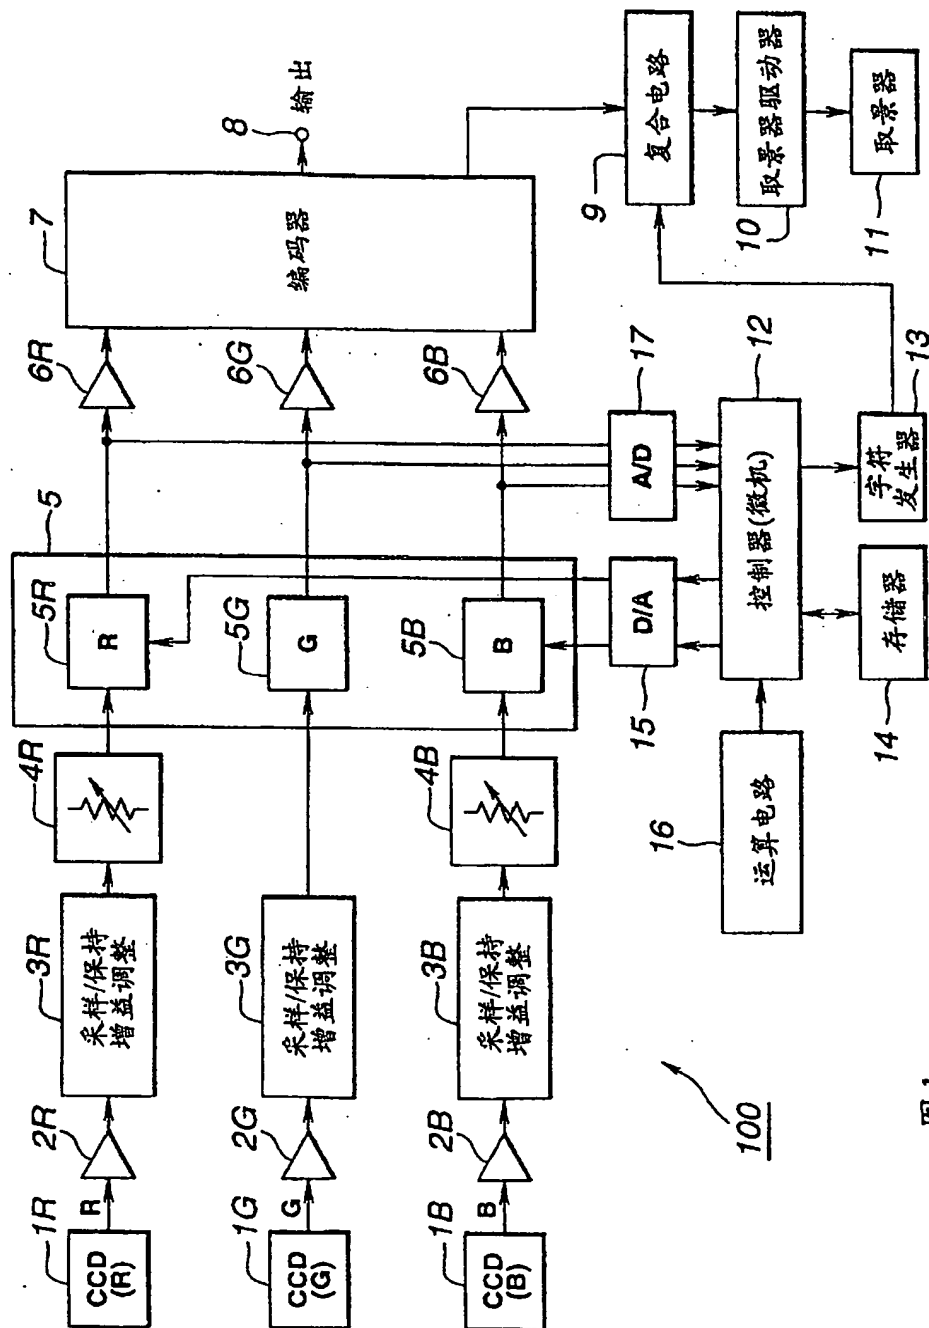 1R
CCD
(R)
R
2R
3R
采样/保持
增益调整
4R
5
5R
R
6R
7
编码器
8
输出
1G
CCD
(G)
G
2G
3G
采样/保持
增益调整
5G
G
6G
1B
CCD
(B)
B
2B
3B
采样/保持
增益调整
4B
5B
B
6B
9
复合电路
10
取景器驱动器
11
取景器
15
D/A
17
A/D
16
运算电路
12
控制器(微机)
14
存储器
13
字符
发生器
100
图1